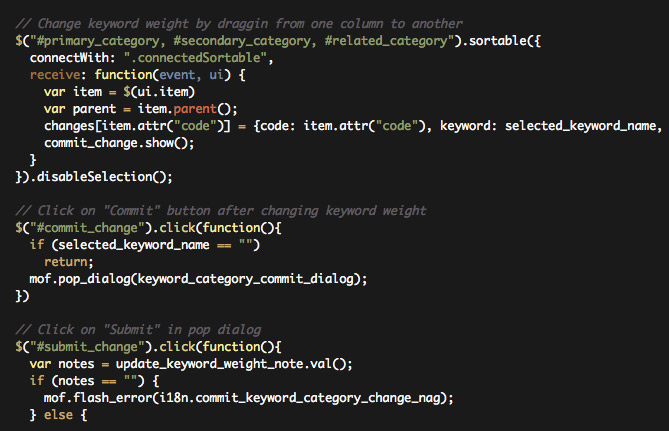 // Change keyword weight by draggin from one column to another
$("#primary_category, #secondary_category, #related_category").sortable({
  connectWith: ".connectedSortable",
  receive: function(event, ui) {
    var item = $(ui.item)
    var parent = item.parent();
    changes[item.attr("code")] = {code: item.attr("code"), keyword: selected_keyword_name,
    commit_change.show();
  }
}).disableSelection();

// Click on "Commit" button after changing keyword weight
$("#commit_change").click(function(){
  if (selected_keyword_name == "")
    return;
  mof.pop_dialog(keyword_category_commit_dialog);
})

// Click on "Submit" in pop dialog
$("#submit_change").click(function(){
  var notes = update_keyword_weight_note.val();
  if (notes == "") {
    mof.flash_error(i18n.commit_keyword_category_change_nag);
  } else {